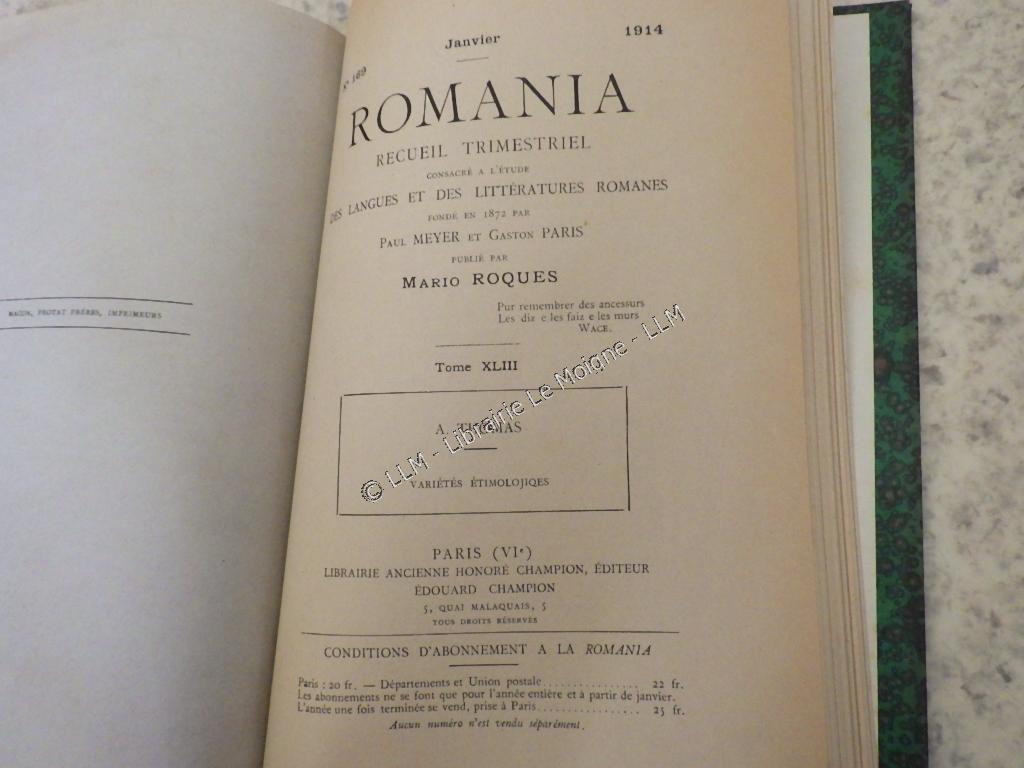 MACON, PROTAT FRÈRES, IMPRIMEURS
Janvier 1914
Nº 169
ROMANIA
RECUEIL TRIMESTRIEL
CONSACRÉ A L'ÉTUDE
DES LANGUES ET DES LITTÉRATURES ROMANES
FONDÉ EN 1872 PAR
PAUL MEYER ET GASTON PARIS
PUBLIÉ PAR
MARIO ROQUES
Pur remembrer des ancessurs
Les diz e les faiz e les murs
WACE.
Tome XLIII
A. THOMAS
VARIÉTÉS ÉTIMOLOJIQES
© LLM - Librairie Le Moigne - LLM
PARIS (VIe)
LIBRAIRIE ANCIENNE HONORÉ CHAMPION, ÉDITEUR
ÉDOUARD CHAMPION
5, QUAI MALAQUAIS, 5
TOUS DROITS RÉSERVÉS
CONDITIONS D'ABONNEMENT A LA ROMANIA
Paris : 20 fr. — Départements et Union postale................ 22 fr.
Les abonnements ne se font que pour l'année entière et à partir de janvier.
L'année une fois terminée se vend, prise à Paris................. 25 fr.
Aucun numéro n'est vendu séparément.